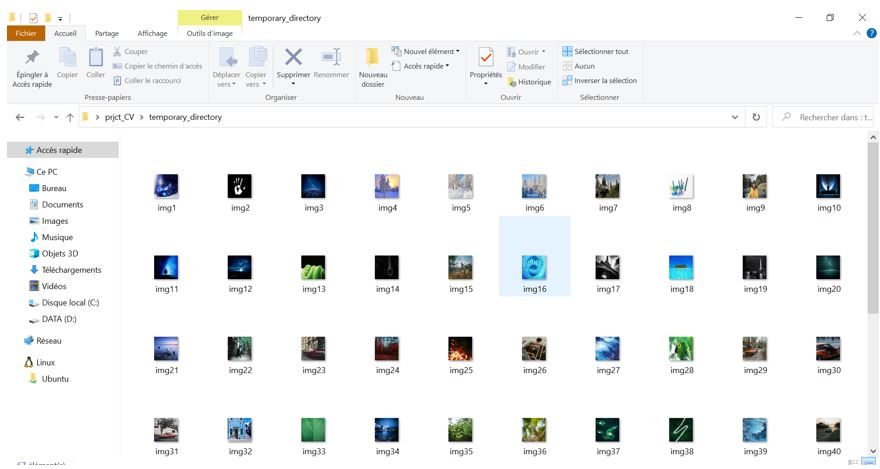 Gérer
temporary_directory
Fichier
Accueil
Partage
Affichage
Outils d'image
Épingler à
Accès rapide
Copier
Coller
Couper
Copier le chemin d'accès
Coller le raccourci
Presse-papiers
Déplacer
vers
Copier
vers
Supprimer
Renommer
Organiser
Nouveau
dossier
Nouvel élément
Accès rapide
Nouveau
Propriétés
Ouvrir
Modifier
Historique
Ouvrir
Sélectionner tout
Aucun
Inverser la sélection
Sélectionner
prjct_CV > temporary_directory
Rechercher dans : t...
Accès rapide
Ce PC
Bureau
Documents
Images
Musique
Objets 3D
Téléchargements
Vidéos
Disque local (C:)
DATA (D:)
Réseau
Linux
Ubuntu
img1 img2 img3 img4 img5 img6 img7 img8 img9 img10
img11 img12 img13 img14 img15 img16 img17 img18 img19 img20
img21 img22 img23 img24 img25 img26 img27 img28 img29 img30
img31 img32 img33 img34 img35 img36 img37 img38 img39 img40
67 élément(s)